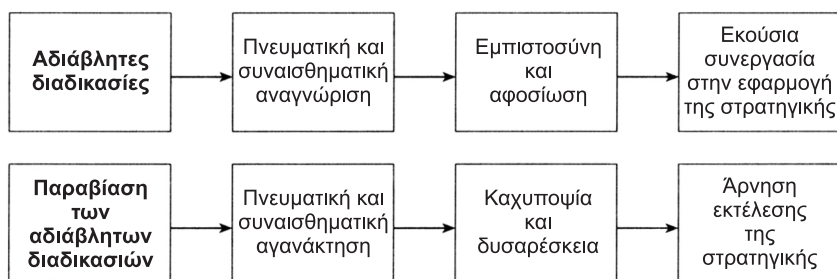 Αδιάβλητες
διαδικασίες
Πνευματική και
συναισθηματική
αναγνώριση
Εμπιστοσύνη
και
αφοσίωση
Εκούσια
συνεργασία
στην εφαρμογή
της στρατηγικής
Παραβίαση
των
αδιάβλητων
διαδικασιών
Πνευματική και
συναισθηματική
αγανάκτηση
Καχυποψία
και
δυσαρέσκεια
Άρνηση
εκτέλεσης
της
στρατηγικής